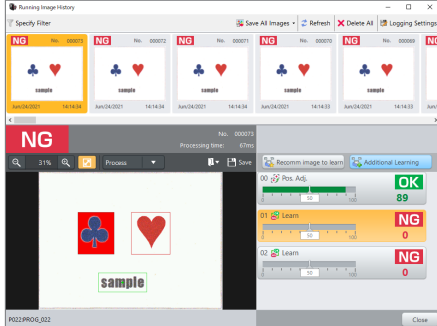 Running Image History
Specify Filter
Save All Images
Refresh
Delete All
Logging Settings
NG No. 000073
sample
Jun/24/2021 14:14:34
NG No. 000072
sample
Jun/24/2021 14:14:34
NG No. 000071
sample
Jun/24/2021 14:14:34
NG No. 000070
sample
Jun/24/2021 14:14:33
NG No. 000069
sample
Jun/24/2021 14:14:33
NG
No. 000073
Processing time: 67ms
31%
Process
Save
Recomm image to learn
Additional Learning
sample
00 Pos. Adj.
OK
89
0 50 100
01 Learn
NG
0
0 50 100
02 Learn
NG
0
0 50 100
P022:PROG_022
Close